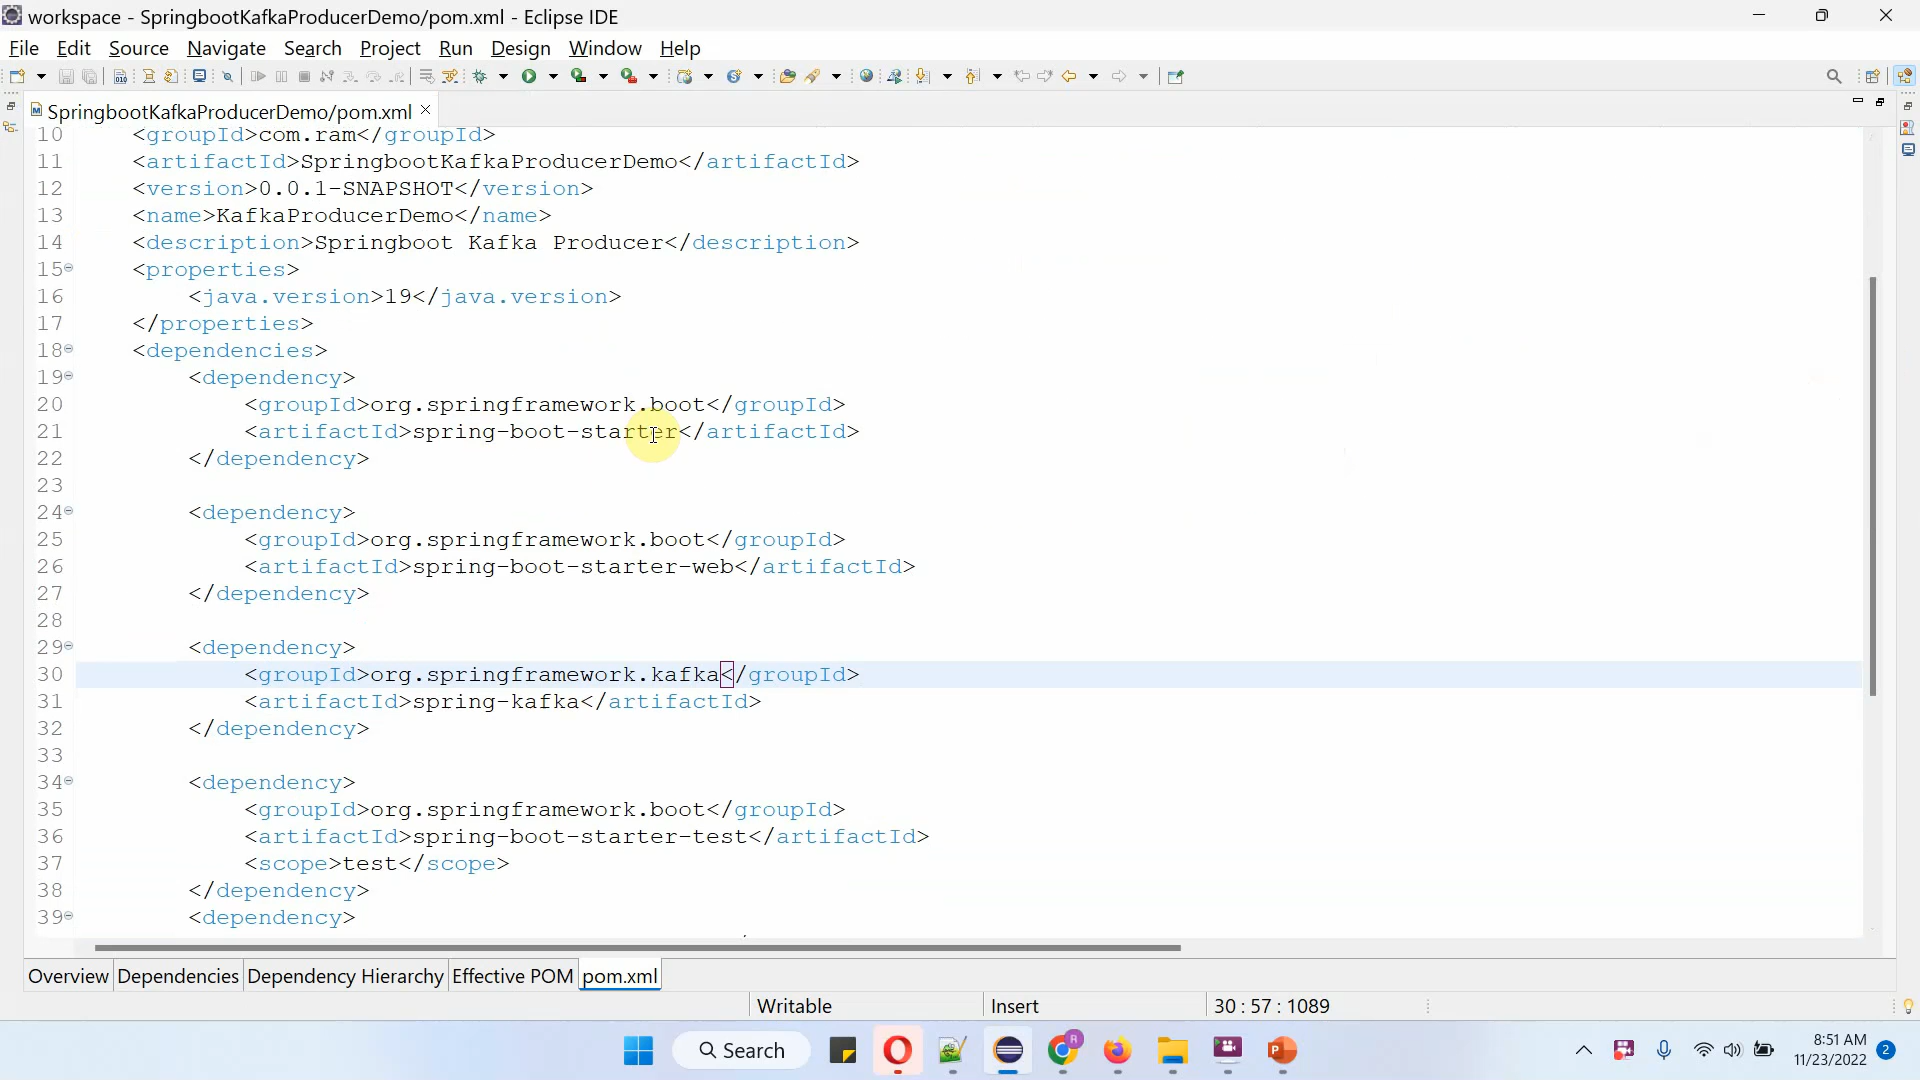 workspace - SpringbootKafkaProducerDemo/pom.xml - Eclipse IDE
File Edit Source Navigate Search Project Run Design Window Help
SpringbootKafkaProducerDemo/pom.xml
10 <groupId>com.ram</groupId>
11 <artifactId>SpringbootKafkaProducerDemo</artifactId>
12 <version>0.0.1-SNAPSHOT</version>
13 <name>KafkaProducerDemo</name>
14 <description>Springboot Kafka Producer</description>
15 <properties>
16 <java.version>19</java.version>
17 </properties>
18 <dependencies>
19 <dependency>
20 <groupId>org.springframework.boot</groupId>
21 <artifactId>spring-boot-starter</artifactId>
22 </dependency>
23
24 <dependency>
25 <groupId>org.springframework.boot</groupId>
26 <artifactId>spring-boot-starter-web</artifactId>
27 </dependency>
28
29 <dependency>
30 <groupId>org.springframework.kafka</groupId>
31 <artifactId>spring-kafka</artifactId>
32 </dependency>
33
34 <dependency>
35 <groupId>org.springframework.boot</groupId>
36 <artifactId>spring-boot-starter-test</artifactId>
37 <scope>test</scope>
38 </dependency>
39 <dependency>
Overview Dependencies Dependency Hierarchy Effective POM pom.xml
Writable Insert 30 : 57 : 1089
Search
8:51 AM
11/23/2022
2